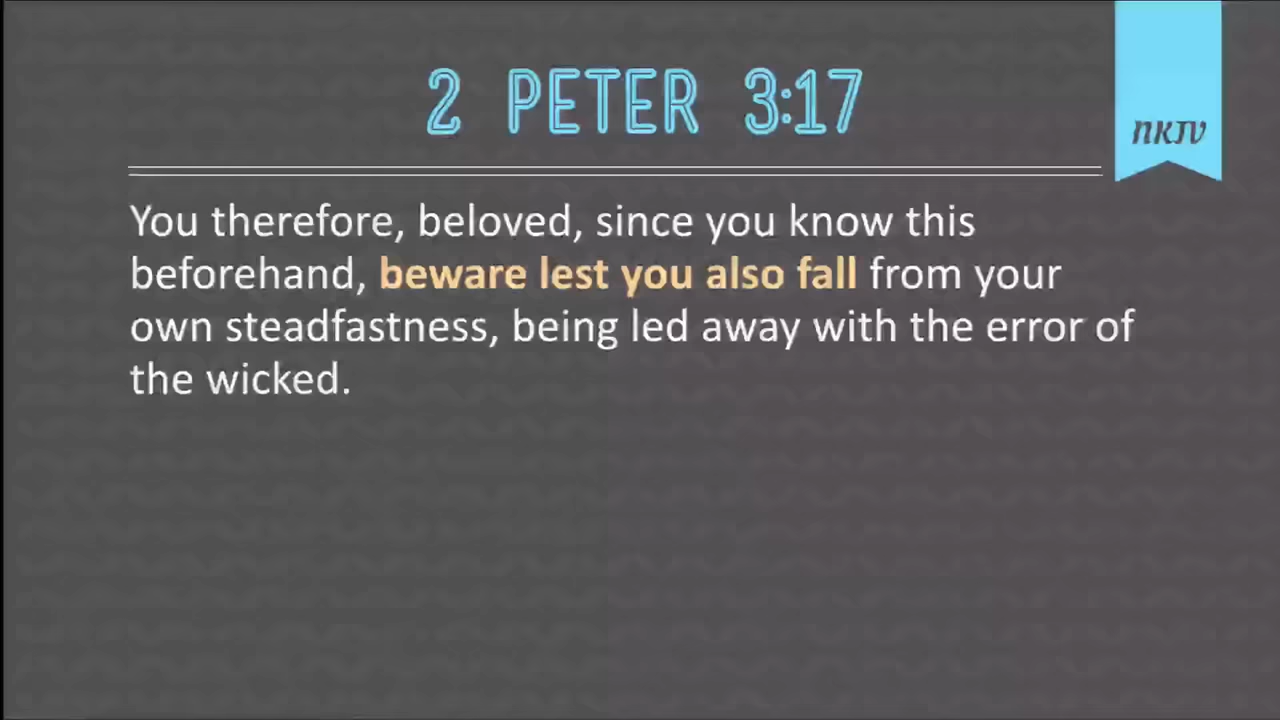 2 PETER 3:17
NKJV
You therefore, beloved, since you know this
beforehand, beware lest you also fall from your
own steadfastness, being led away with the error of
the wicked.